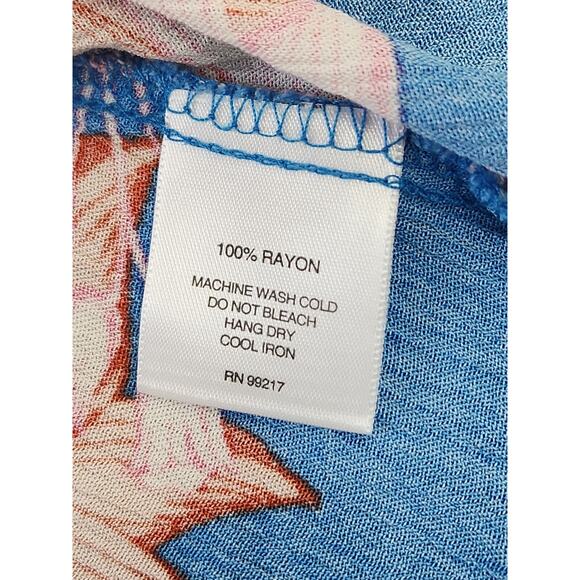 100% RAYON
MACHINE WASH COLD
DO NOT BLEACH
HANG DRY
COOL IRON
RN 99217